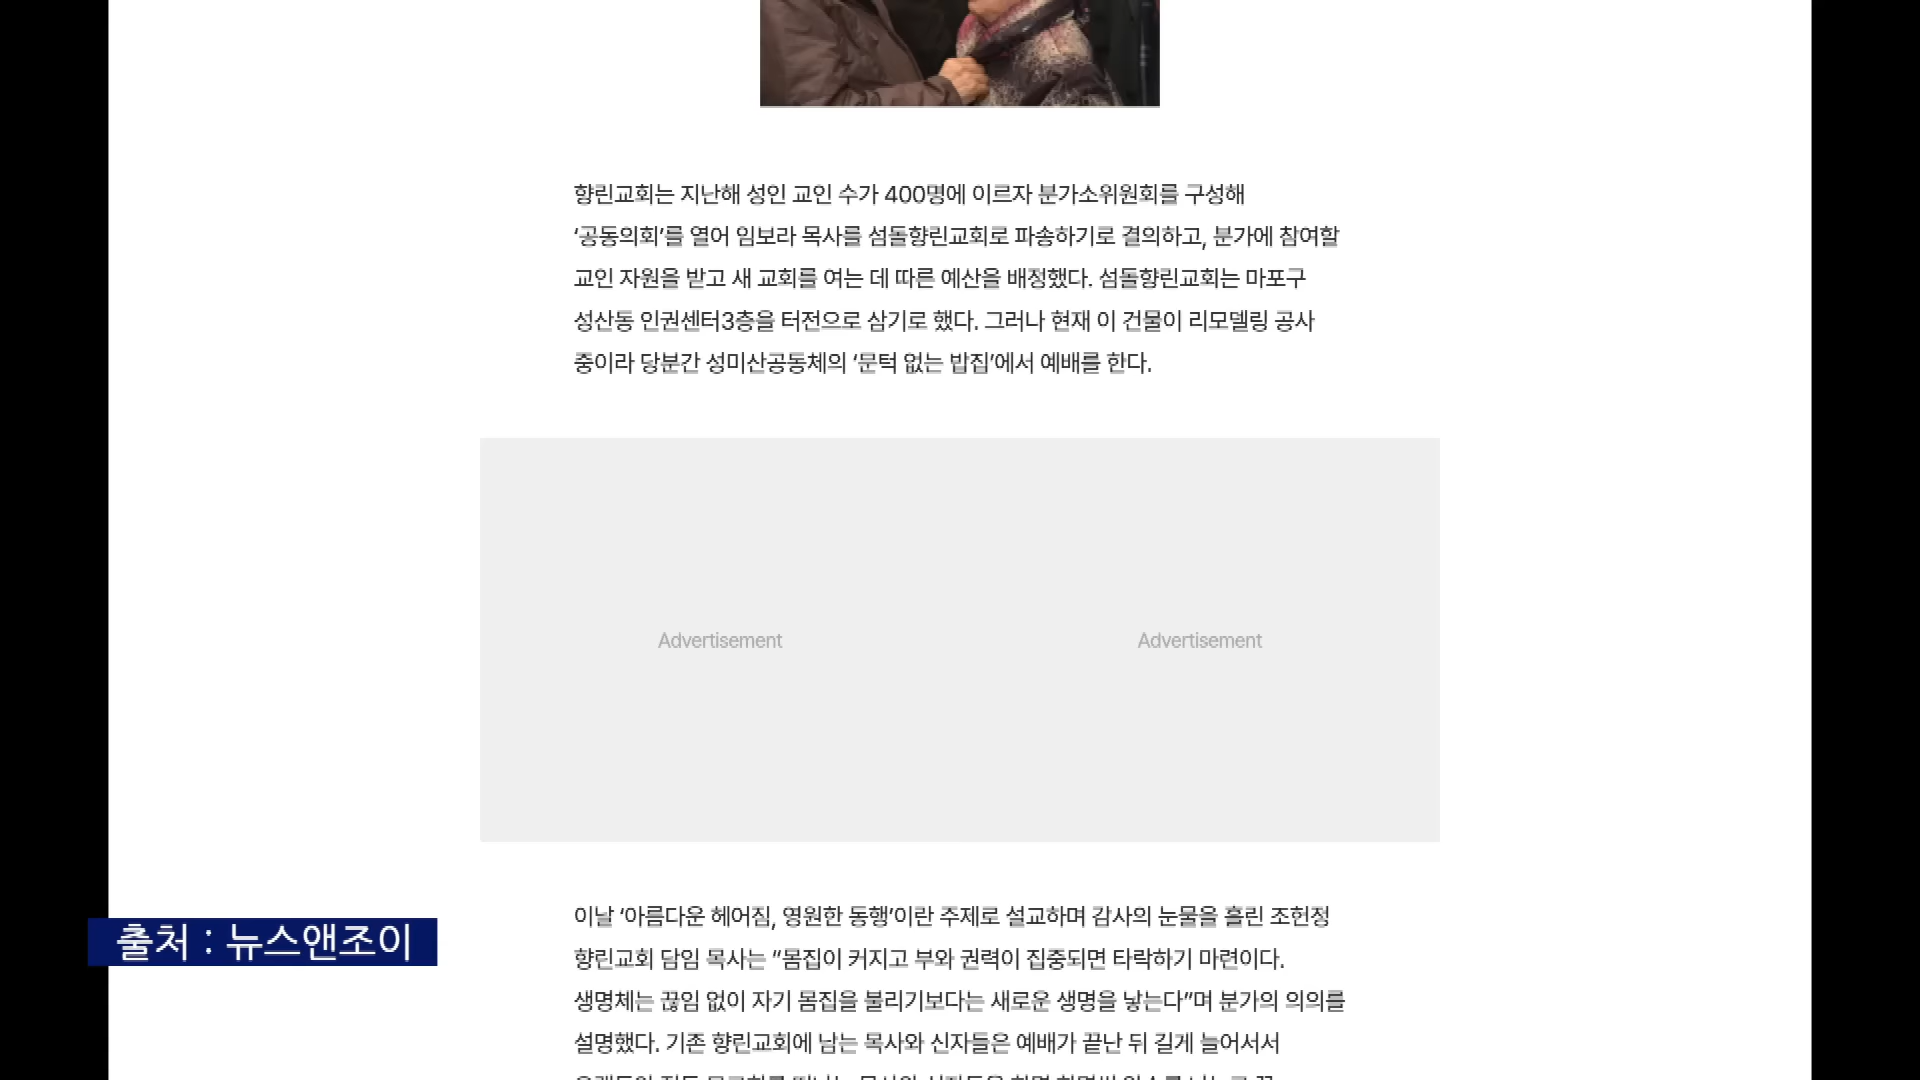 향린교회는 지난해 성인 교인 수가 400명에 이르자 분가소위원회를 구성해
‘공동의회’를 열어 임보라 목사를 섬돌향린교회로 파송하기로 결의하고, 분가에 참여할
교인 자원을 받고 새 교회를 여는 데 따른 예산을 배정했다. 섬돌향린교회는 마포구
성산동 인권센터3층을 터전으로 삼기로 했다. 그러나 현재 이 건물이 리모델링 공사
중이라 당분간 성미산공동체의 ‘문턱 없는 밥집’에서 예배를 한다.
Advertisement
Advertisement
이날 ‘아름다운 헤어짐, 영원한 동행’이란 주제로 설교하며 감사의 눈물을 흘린 조헌정
향린교회 담임 목사는 “몸집이 커지고 부와 권력이 집중되면 타락하기 마련이다.
생명체는 끊임 없이 자기 몸집을 불리기보다는 새로운 생명을 낳는다”며 분가의 의의를
설명했다. 기존 향린교회에 남는 목사와 신자들은 예배가 끝난 뒤 길게 늘어서서
출처 : 뉴스앤조이